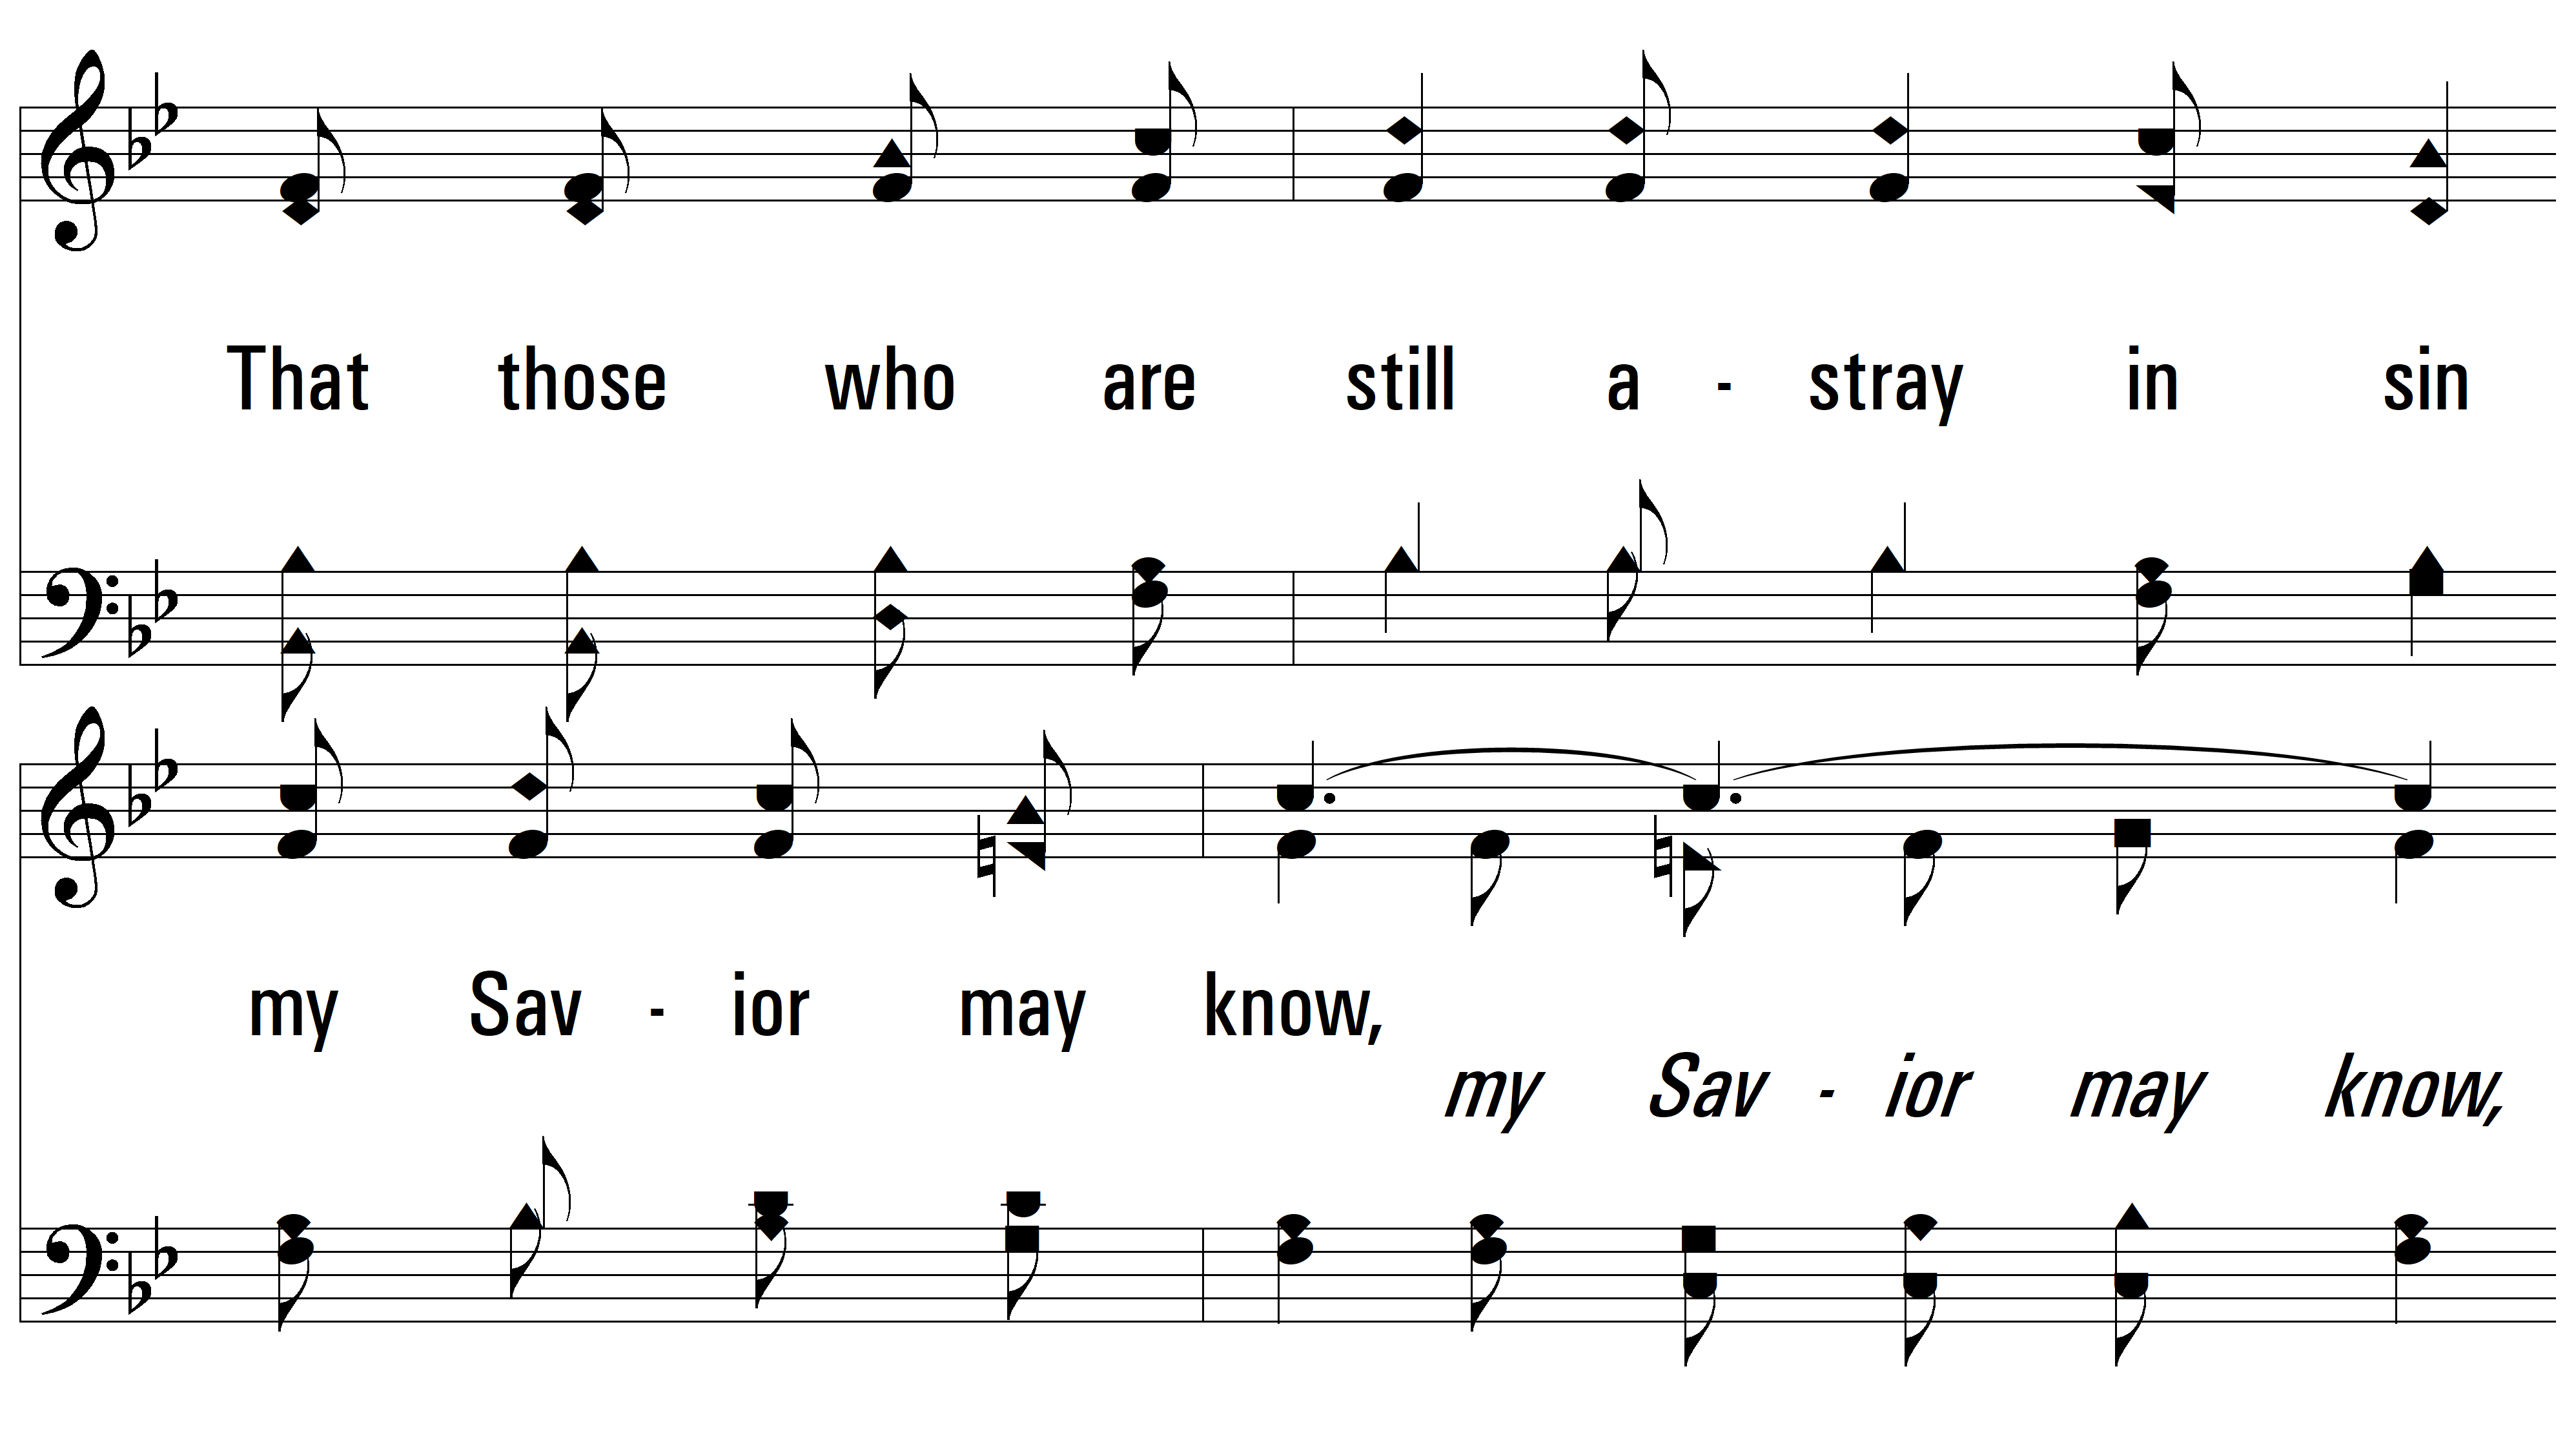 That those who are still a - stray in sin
my Sav - ior may know,
my Sav - ior may know,